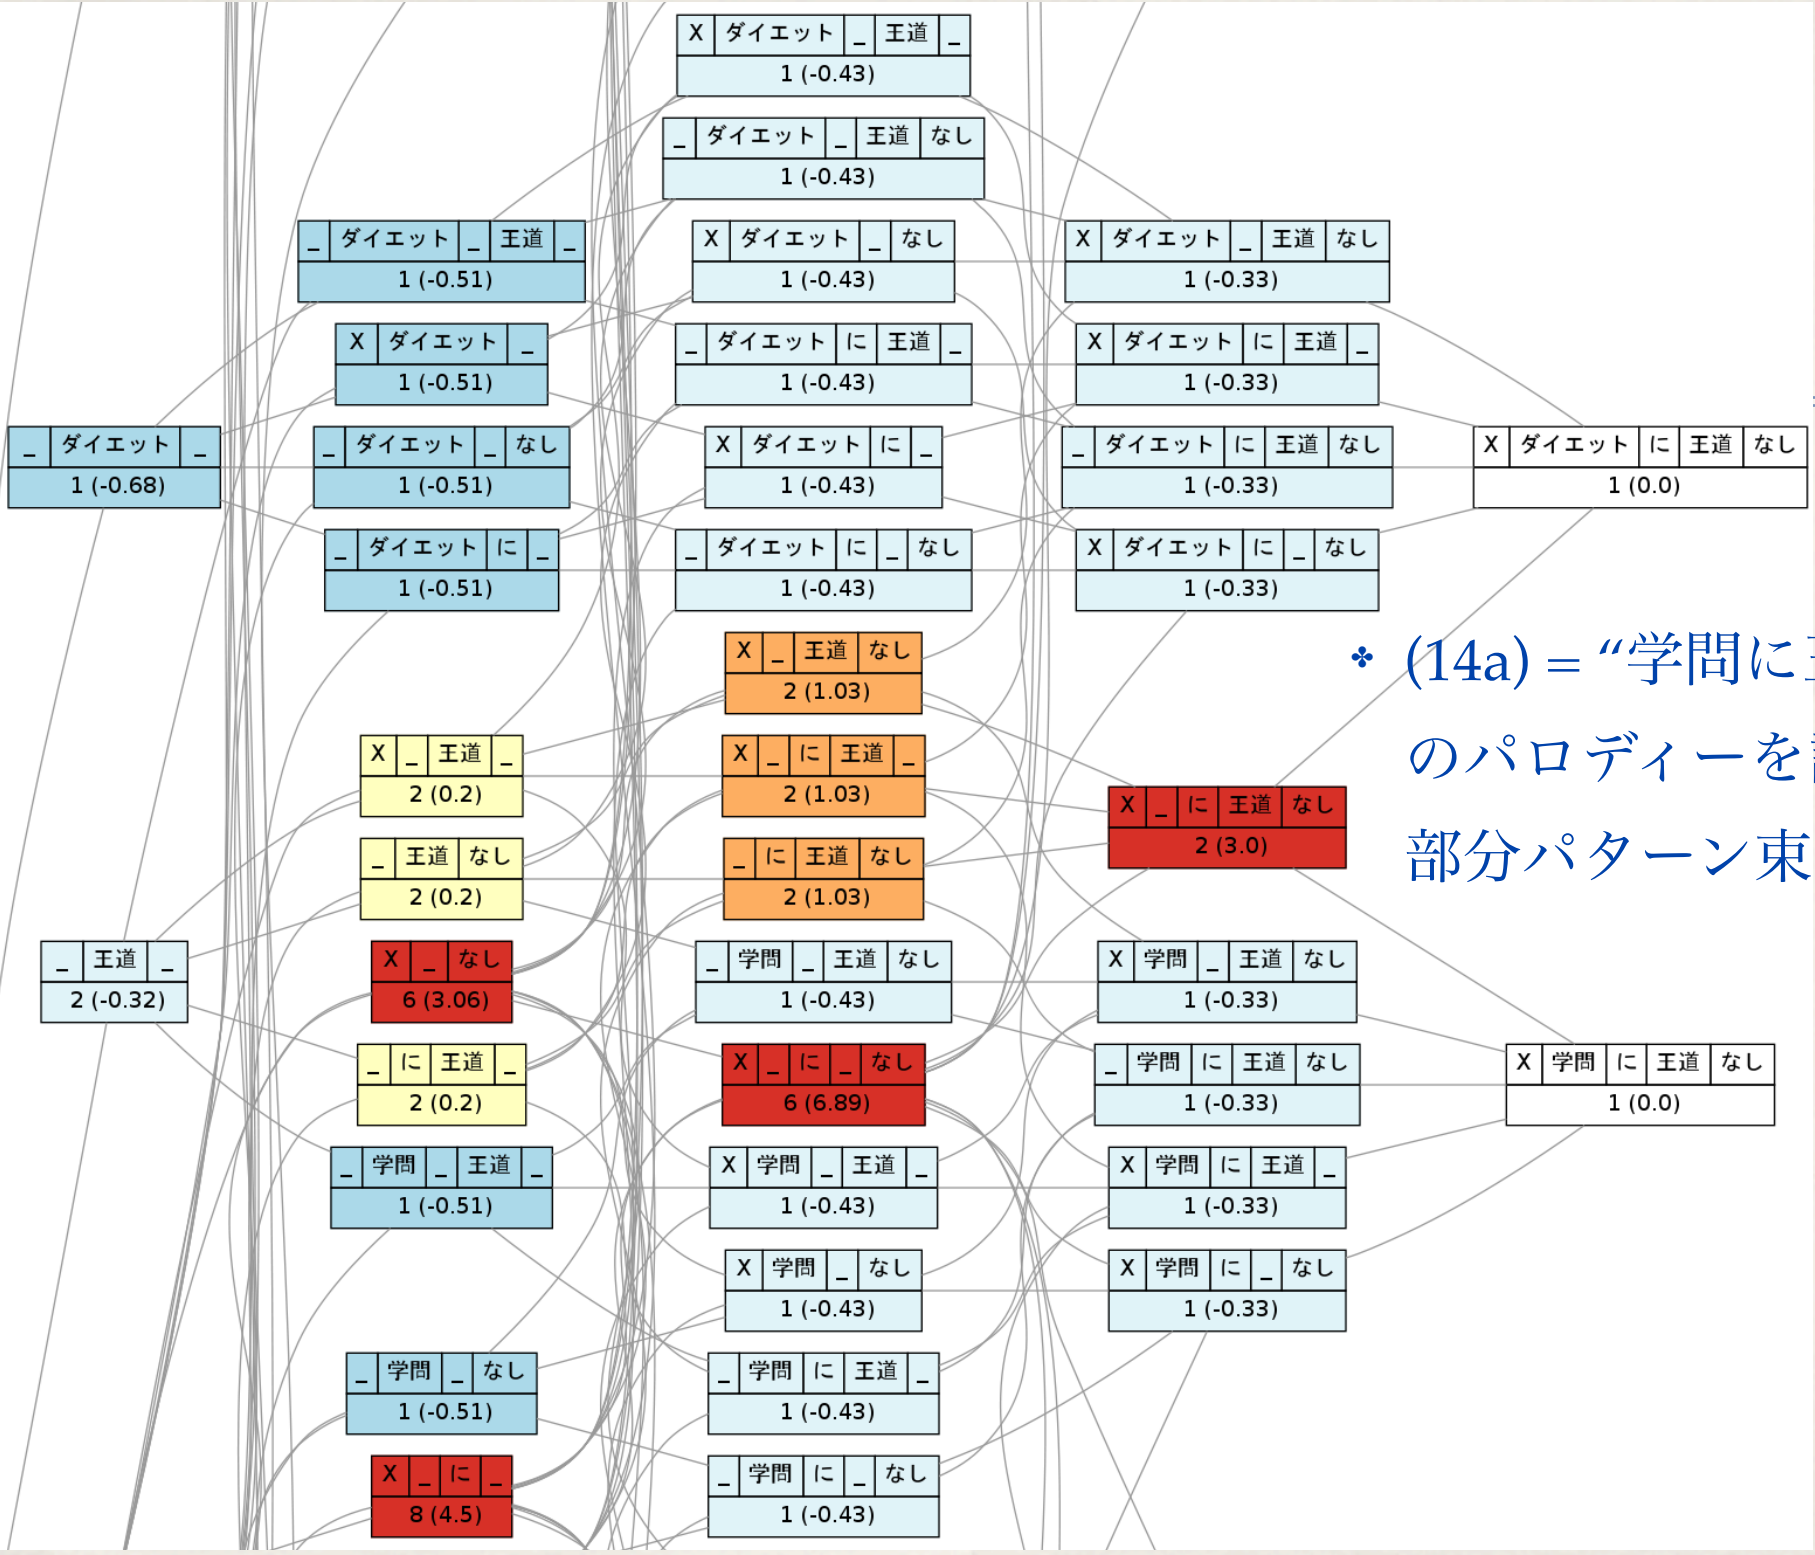 _ ダイエット _
1 (-0.68)
_ 王道 _
2 (-0.32)
_ ダイエット _ 王道 _
1 (-0.51)
X ダイエット _
1 (-0.51)
_ ダイエット _ なし
1 (-0.51)
_ ダイエット に _
1 (-0.51)
X _ 王道 _
2 (0.2)
_ 王道 なし
2 (0.2)
X _ なし
6 (3.06)
_ に 王道 _
2 (0.2)
_ 学問 _ 王道 _
1 (-0.51)
_ 学問 _ なし
1 (-0.51)
X _ に _
8 (4.5)
X ダイエット _ 王道 _
1 (-0.43)
_ ダイエット _ 王道 なし
1 (-0.43)
X ダイエット _ なし
1 (-0.43)
_ ダイエット に 王道 _
1 (-0.43)
X ダイエット に _
1 (-0.43)
_ ダイエット に _ なし
1 (-0.43)
X _ 王道 なし
2 (1.03)
X _ に 王道 _
2 (1.03)
_ に 王道 なし
2 (1.03)
_ 学問 _ 王道 なし
1 (-0.43)
X _ に _ なし
6 (6.89)
X 学問 _ 王道 _
1 (-0.43)
X 学問 _ なし
1 (-0.43)
_ 学問 に 王道 _
1 (-0.43)
_ 学問 に _ なし
1 (-0.43)
X ダイエット _ 王道 なし
1 (-0.33)
X ダイエット に 王道 _
1 (-0.33)
_ ダイエット に 王道 なし
1 (-0.33)
X ダイエット に _ なし
1 (-0.33)
X _ に 王道 なし
2 (3.0)
X 学問 _ 王道 なし
1 (-0.33)
_ 学問 に 王道 なし
1 (-0.33)
X 学問 に 王道 _
1 (-0.33)
X 学問 に _ なし
1 (-0.33)
X ダイエット に 王道 なし
1 (0.0)
X 学問 に 王道 なし
1 (0.0)
(14a) = “学問に
のパロディーを
部分パターン束